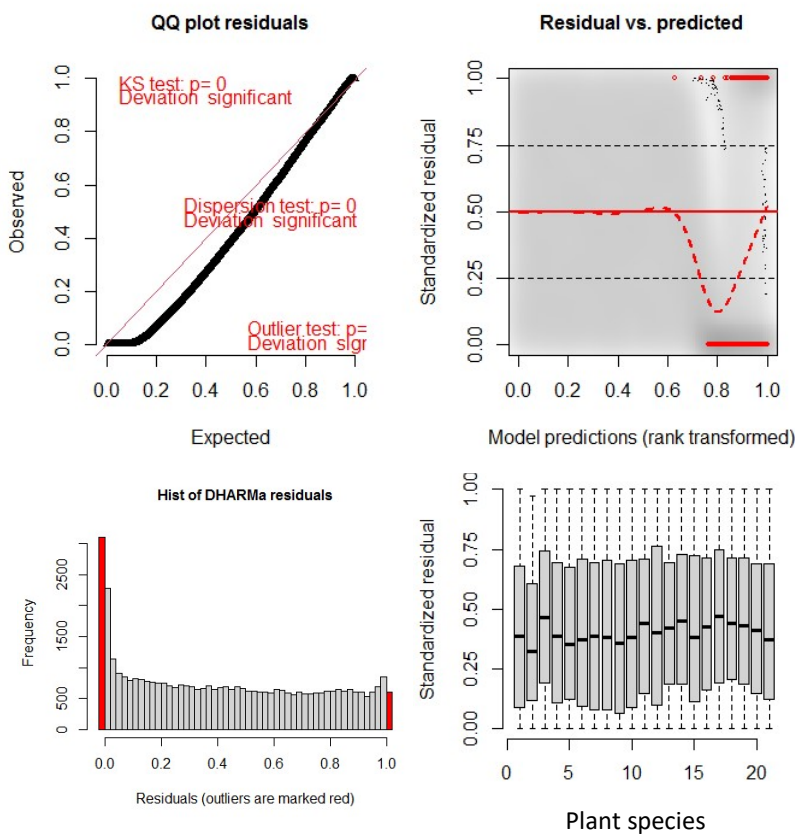 QQ plot residuals
KS test: p= 0
Deviation significant
Dispersion test: p= 0
Deviation significant
Outlier test: p=
Deviation sigr
Observed
0.0 0.2 0.4 0.6 0.8 1.0
0.0 0.2 0.4 0.6 0.8 1.0
Expected
Residual vs. predicted
Standardized residual
0.00 0.25 0.50 0.75 1.00
0.0 0.2 0.4 0.6 0.8 1.0
Model predictions (rank transformed)
Hist of DHARMa residuals
Frequency
0 500 1500 2500
0.0 0.2 0.4 0.6 0.8 1.0
Residuals (outliers are marked red)
Standardized residual
0.00 0.25 0.50 0.75 1.00
0 5 10 15 20
Plant species